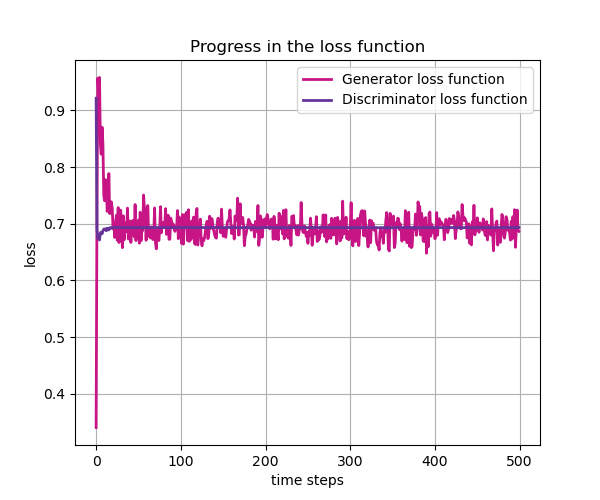 Progress in the loss function
Generator loss function
Discriminator loss function
0.9
0.8
0.7
0.6
0.5
0.4
loss
0 100 200 300 400 500
time steps